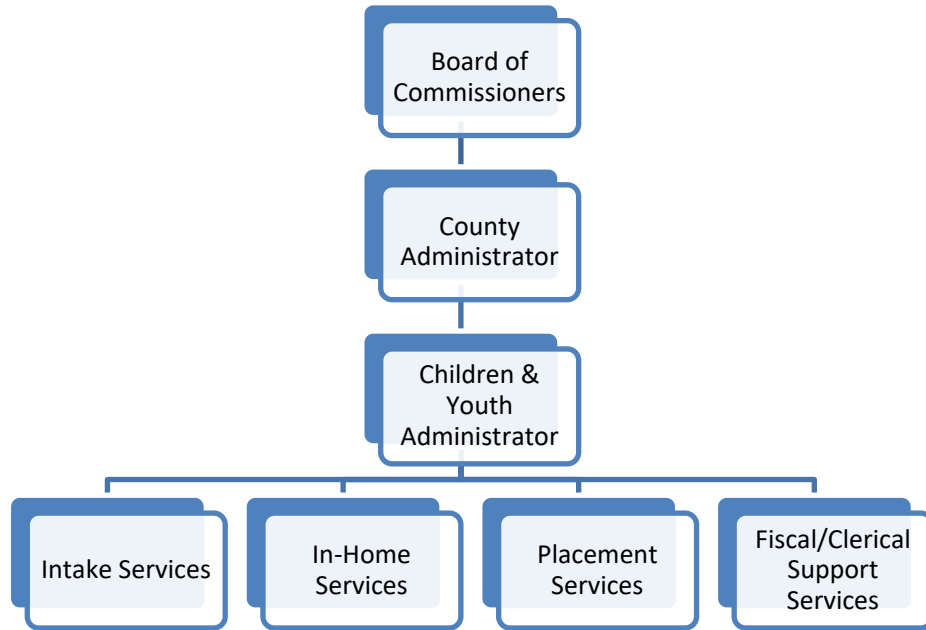 Board of
Commissioners
County
Administrator
Children &
Youth
Administrator
Intake Services
In-Home
Services
Placement
Services
Fiscal/Clerical
Support
Services